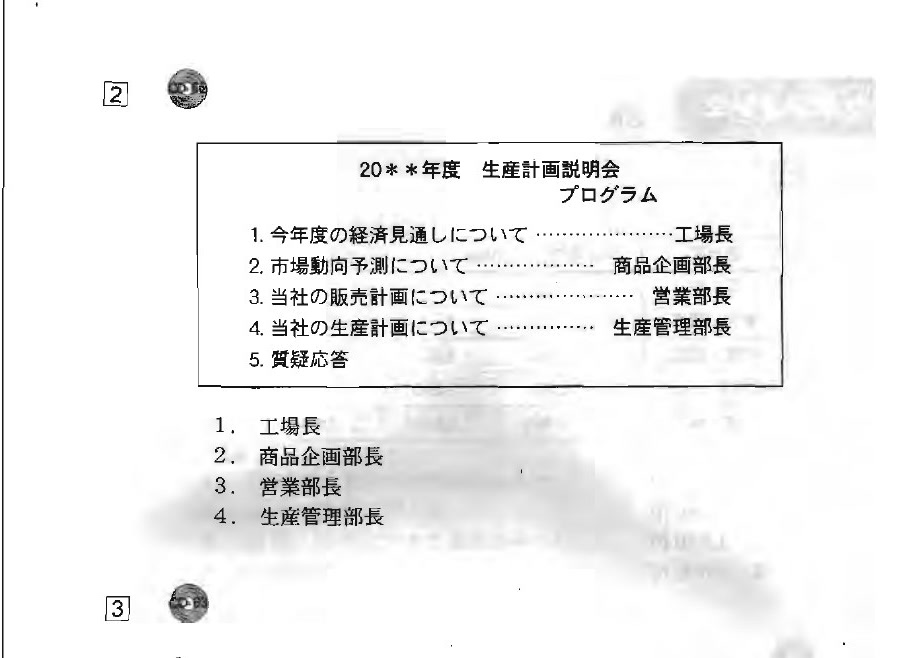 2
20＊＊年度　生産計画説明会
プログラム
1. 今年度の経済見通しについて ………………… 工場長
2. 市場動向予測について ……………… 商品企画部長
3. 当社の販売計画について ………………… 営業部長
4. 当社の生産計画について …………… 生産管理部長
5. 質疑応答
1. 工場長
2. 商品企画部長
3. 営業部長
4. 生産管理部長
3